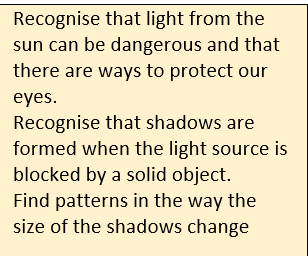 Recognise that light from the
sun can be dangerous and that
there are ways to protect our
eyes.
Recognise that shadows are
formed when the light source is
blocked by a solid object.
Find patterns in the way the
size of the shadows change